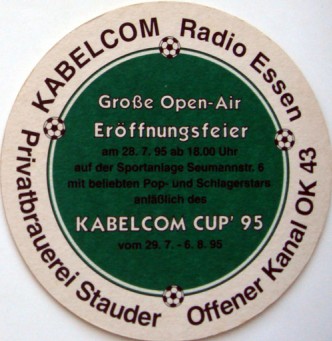 KABELCOM
Radio Essen
Offener Kanal OK 43
Privatbrauerei Stauder
Große Open-Air
Eröffnungsfeier
am 28. 7. 95 ab 18.00 Uhr
auf der Sportanlage Seumannstr. 6
mit beliebten Pop- und Schlagerstars
anläßlich des
KABELCOM CUP' 95
vom 29. 7. - 6. 8. 95